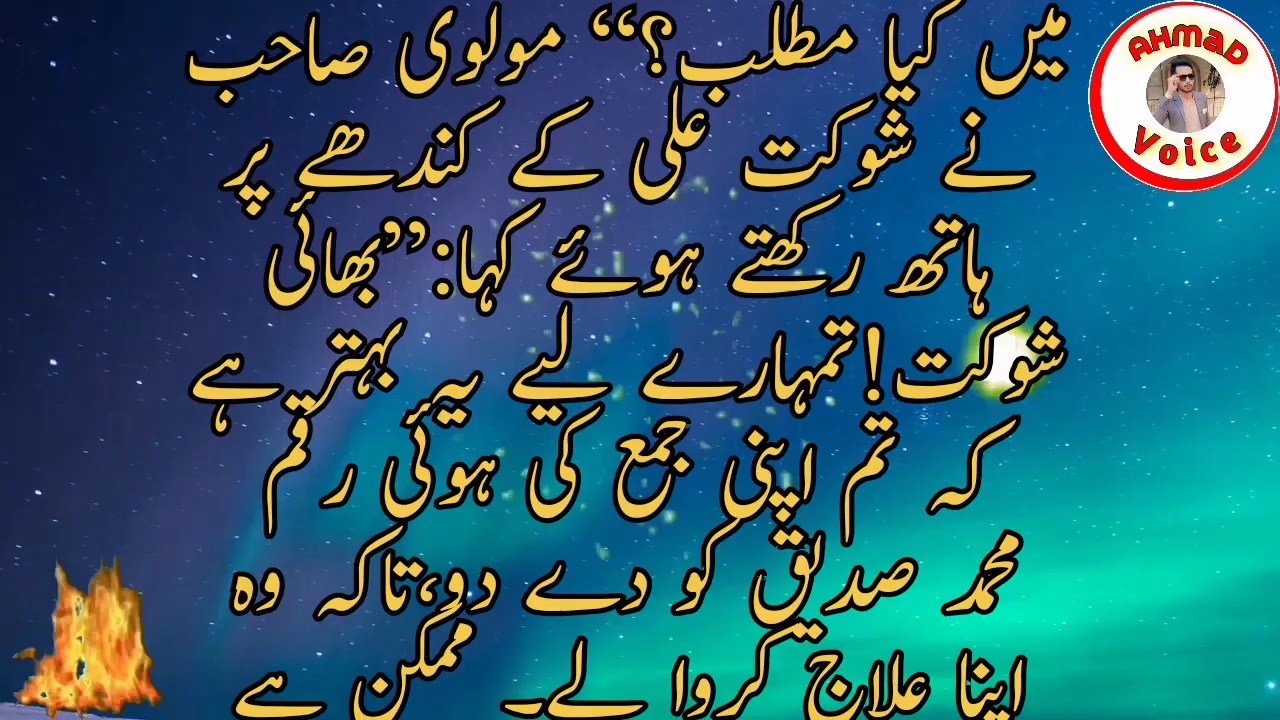 میں کیا مطلب؟“ مولوی صاحب
نے شوکت علی کے کندھے پر
ہاتھ رکھتے ہوئے کہا:”بھائی
شوکت!تمہارے لیے یہ بہتر ہے
کہ تم اپنی جمع کی ہوئی رقم
محمد صدیق کو دے دو،تاکہ وہ
اپنا علاج کروا لے۔ ممکن ہے
AHMAD
Voice